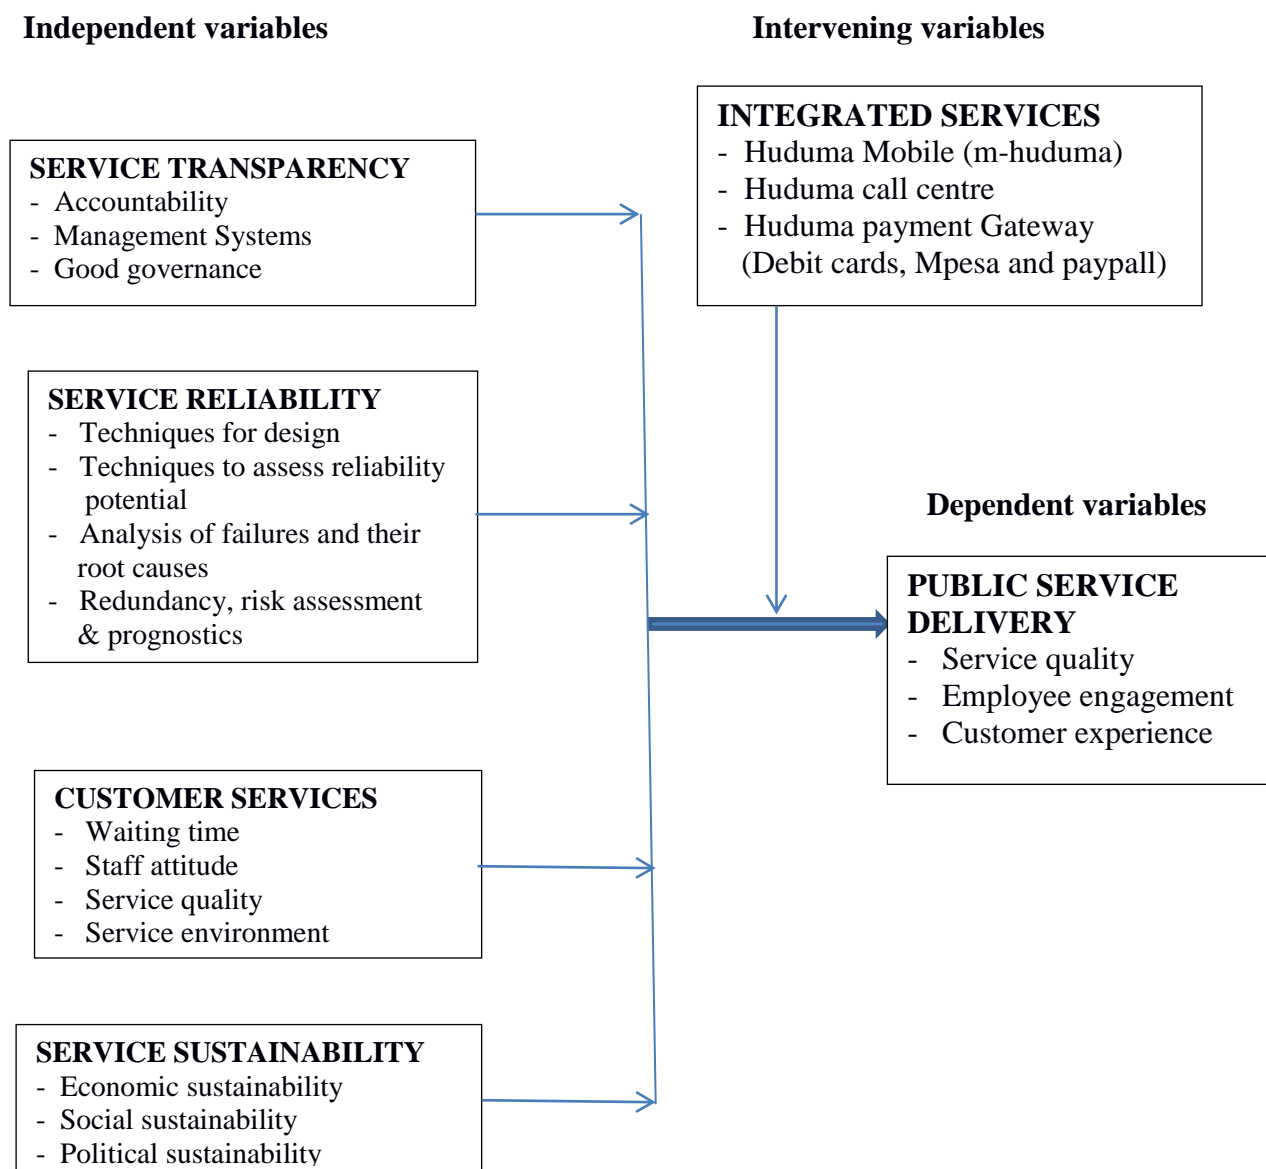 Independent variables
Intervening variables
SERVICE TRANSPARENCY
- Accountability
- Management Systems
- Good governance
INTEGRATED SERVICES
- Huduma Mobile (m-huduma)
- Huduma call centre
- Huduma payment Gateway
(Debit cards, Mpesa and paypall)
SERVICE RELIABILITY
- Techniques for design
- Techniques to assess reliability
potential
- Analysis of failures and their
root causes
- Redundancy, risk assessment
& prognostics
Dependent variables
PUBLIC SERVICE
DELIVERY
- Service quality
- Employee engagement
- Customer experience
CUSTOMER SERVICES
- Waiting time
- Staff attitude
- Service quality
- Service environment
SERVICE SUSTAINABILITY
- Economic sustainability
- Social sustainability
- Political sustainability